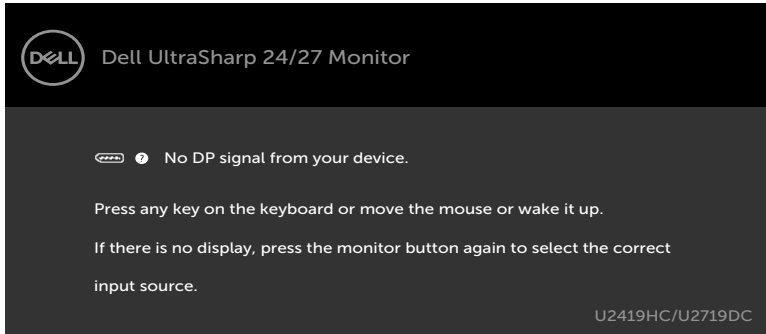 DELL
Dell UltraSharp 24/27 Monitor
? No DP signal from your device.
Press any key on the keyboard or move the mouse or wake it up.
If there is no display, press the monitor button again to select the correct
input source.
U2419HC/U2719DC